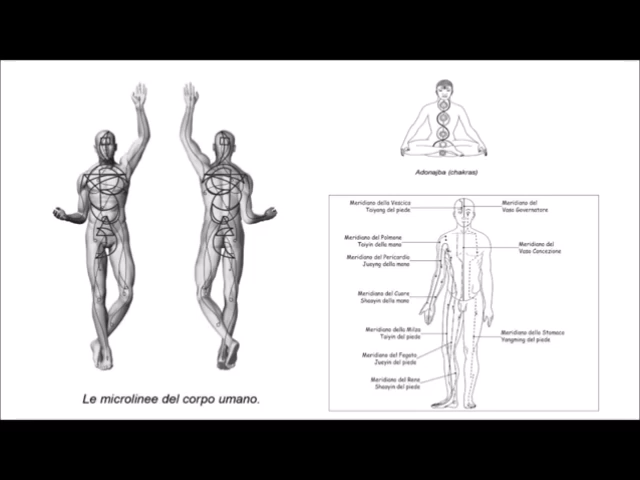 Adonajba (chakras)
Meridiano della Vescica
Taiyang del piede
Meridiano del
Vaso Governatore
Meridiano del Polmone
Taiyin della mano
Meridiano del
Vaso Concezione
Meridiano del Pericardio
Jueyng della mano
Meridiano del Cuore
Shaoyin della mano
Meridiano della Milza
Taiyin del piede
Meridiano dello Stomaco
Yangming del piede
Meridiano del Fegato
Jueyin del piede
Meridiano del Rene
Shaoyin del piede
Le microlinee del corpo umano.